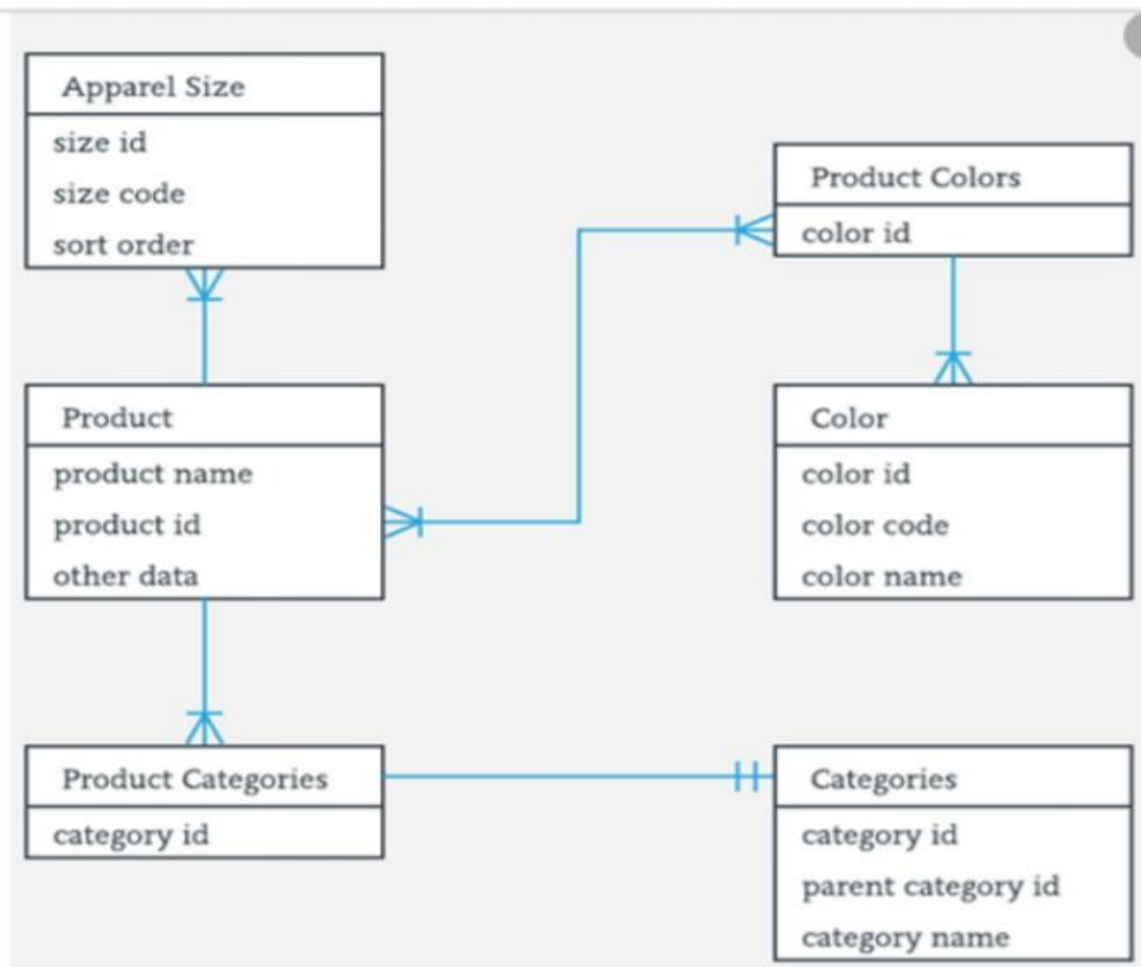 Apparel Size
size id
size code
sort order
Product Colors
color id
Product
product name
product id
other data
Color
color id
color code
color name
Product Categories
category id
Categories
category id
parent category id
category name